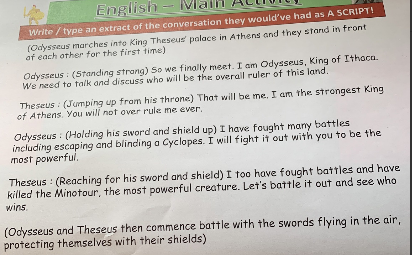 English – Main Activity
Write / type an extract of the conversation they would've had as A SCRIPT!
(Odysseus marches into King Theseus' palace in Athens and they stand in front
of each other for the first time)
Odysseus : (Standing strong) So we finally meet. I am Odysseus, King of Ithaca.
We need to talk and discuss who will be the overall ruler of this land.
Theseus : (Jumping up from his throne) That will be me. I am the strongest King
of Athens. You will not over rule me ever.
Odysseus : (Holding his sword and shield up) I have fought many battles
including escaping and blinding a Cyclopes. I will fight it out with you to be the
most powerful.
Theseus : (Reaching for his sword and shield) I too have fought battles and have
killed the Minotour, the most powerful creature. Let's battle it out and see who
wins.
(Odysseus and Theseus then commence battle with the swords flying in the air,
protecting themselves with their shields)